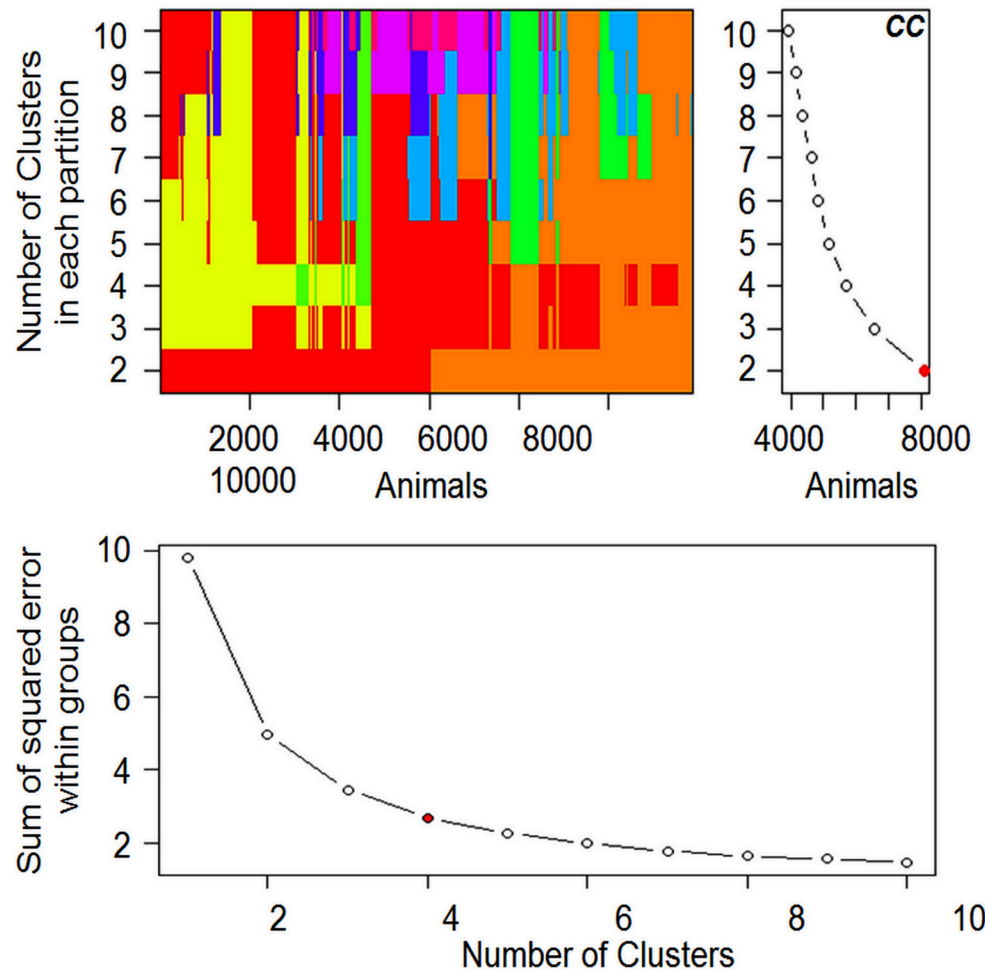 Number of Clusters
in each partition
10
9
8
7
6
5
4
3
2
2000 4000 6000 8000
10000
Animals
CC
10
9
8
7
6
5
4
3
2
4000 8000
Animals
Sum of squared error
within groups
10
8
6
4
2
2 4 6 8 10
Number of Clusters